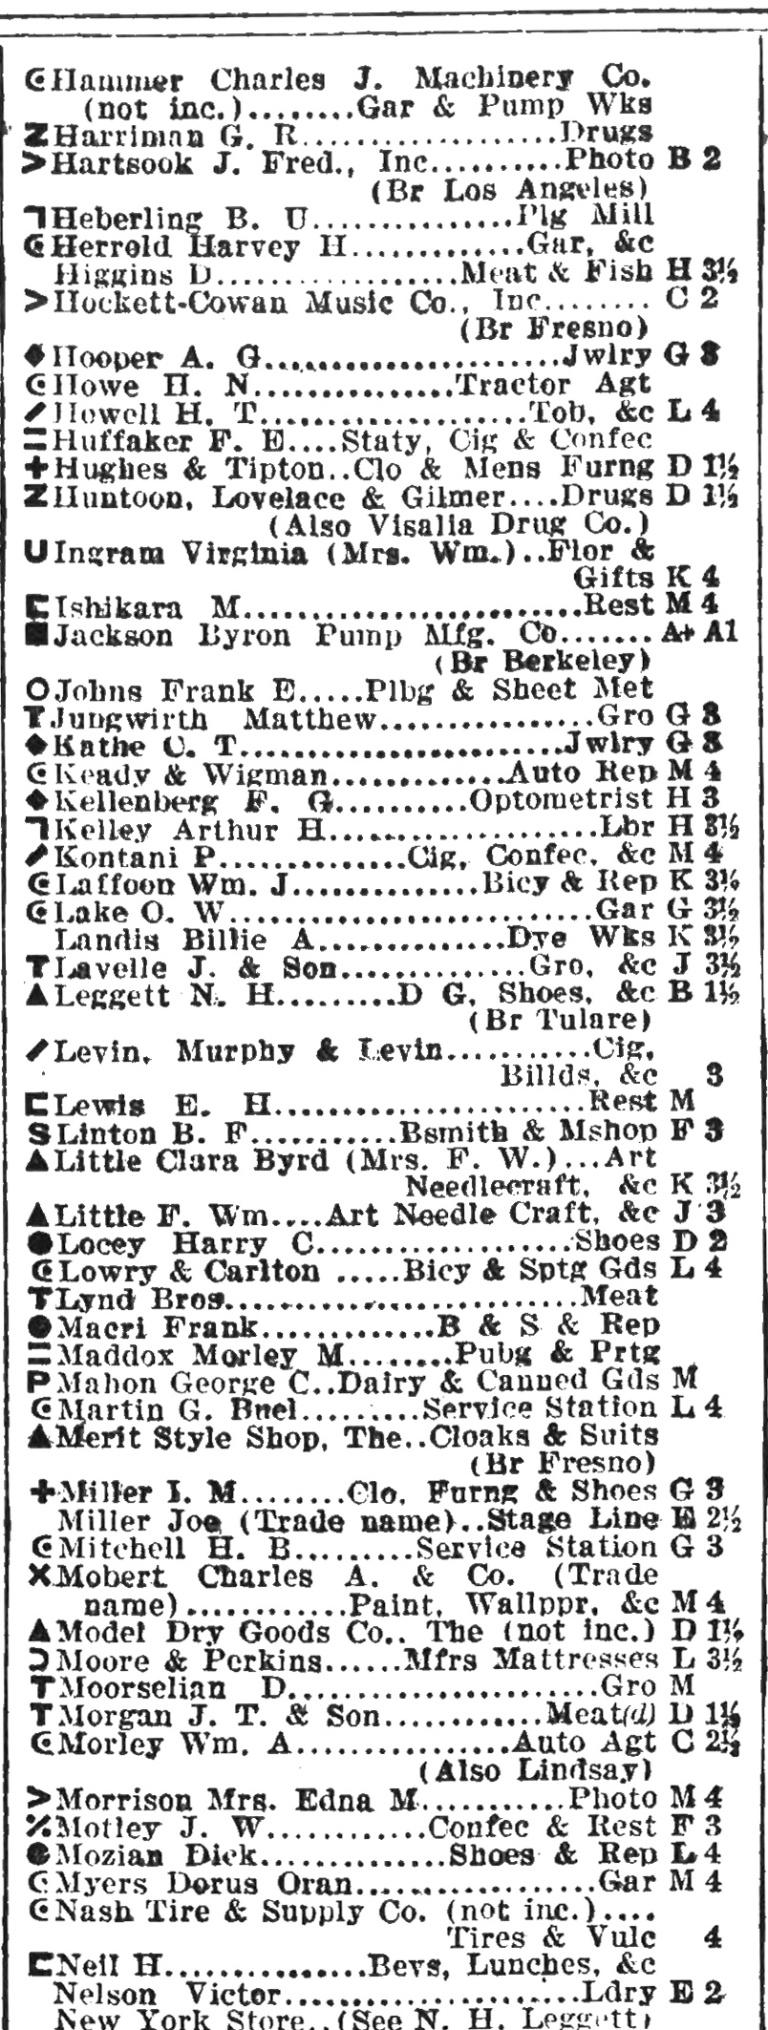 Hammer Charles J. Machinery Co.
(not inc.)........Gar & Pump Wks
ZHarriman G. R...................Drugs
>Hartsook J. Fred., Inc..........Photo B 2
(Br Los Angeles)
Heberling B. U...............Plg Mill
Herrold Harvey H.............Gar, &c
Higgins D..................Meat & Fish H 3½
>Hockett-Cowan Music Co., Inc........ C 2
(Br Fresno)
◆Hooper A. G......................Jwlry G 3
Howe H. N...............Tractor Agt
Howell H. T....................Tob, &c L 4
=Huffaker F. E....Staty, Cig & Confec
+Hughes & Tipton..Clo & Mens Furng D 1½
ZHuntoon, Lovelace & Gilmer....Drugs D 1½
(Also Visalia Drug Co.)
UIngram Virginia (Mrs. Wm.)..Flor &
Gifts K 4
Ishikara M.........................Rest M 4
■Jackson Byron Pump Mfg. Co....... A+ A1
(Br Berkeley)
OJohns Frank E.....Plbg & Sheet Met
TJungwirth Matthew................Gro G 3
◆Kathe C. T........................Jwlry G 3
Keady & Wigman.............Auto Rep M 4
◆Kellenberg F. G..........Optometrist H 3
Kelley Arthur H....................Lbr H 3½
Kontani P..............Cig, Confec, &c M 4
Laffoon Wm. J..............Bicy & Rep K 3½
Lake O. W...........................Gar G 3½
Landis Billie A..............Dye Wks K 3½
TLavelle J. & Son..............Gro, &c J 3½
▲Leggett N. H.........D G, Shoes, &c B 1½
(Br Tulare)
Levin, Murphy & Levin...........Cig,
Billds, &c 3
Lewis E. H.......................Rest M
SLinton B. F...........Bsmith & Mshop F 3
▲Little Clara Byrd (Mrs. F. W.)...Art
Needlecraft, &c K 3½
▲Little F. Wm....Art Needle Craft, &c J 3
●Locey Harry C...................Shoes D 2
Lowry & Carlton .....Bicy & Sptg Gds L 4
TLynd Bros..........................Meat
●Macri Frank.............B & S & Rep
=Maddox Morley M........Pubg & Prtg
PMahon George C..Dairy & Canned Gds M
Martin G. Buel.........Service Station L 4
▲Merit Style Shop, The..Cloaks & Suits
(Br Fresno)
+Miller I. M........Clo, Furng & Shoes G 3
Miller Joe (Trade name)..Stage Line E 2½
Mitchell H. B.........Service Station G 3
XMobert Charles A. & Co. (Trade
name)............Paint, Wallppr, &c M 4
▲Model Dry Goods Co., The (not inc.) D 1½
Moore & Perkins......Mfrs Mattresses L 3½
TMoorselian D.......................Gro M
TMorgan J. T. & Son............Meat(d) D 1½
Morley Wm. A................Auto Agt C 2½
(Also Lindsay)
>Morrison Mrs. Edna M...........Photo M 4
Motley J. W............Confec & Rest F 3
●Mozian Dick..............Shoes & Rep L 4
Myers Dorus Oran..................Gar M 4
Nash Tire & Supply Co. (not inc.)....
Tires & Vulc 4
Neil H...............Bevs, Lunches, &c
Nelson Victor......................Ldry E 2
New York Store..(See N. H. Leggett)